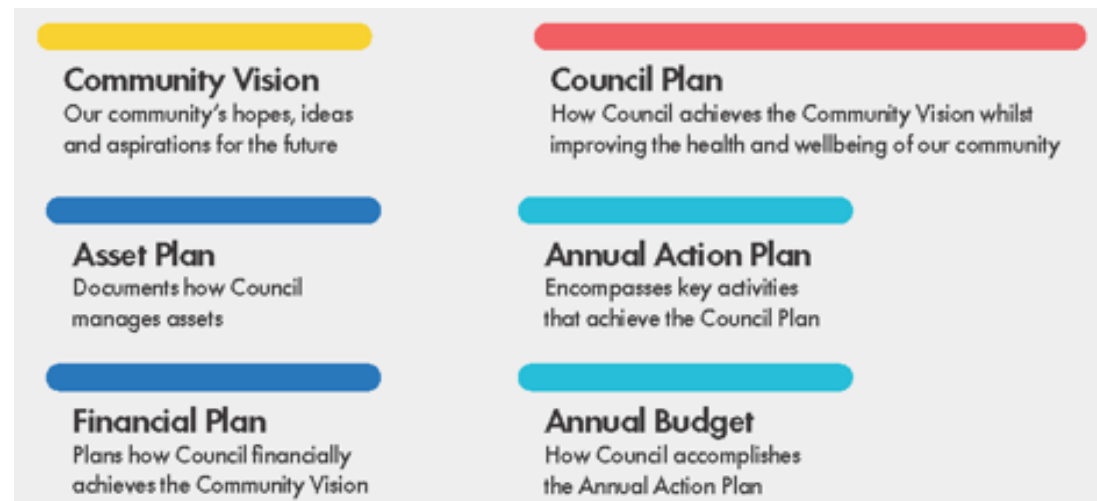 Community Vision
Our community's hopes, ideas
and aspirations for the future
Council Plan
How Council achieves the Community Vision whilst
improving the health and wellbeing of our community
Asset Plan
Documents how Council
manages assets
Annual Action Plan
Encompasses key activities
that achieve the Council Plan
Financial Plan
Plans how Council financially
achieves the Community Vision
Annual Budget
How Council accomplishes
the Annual Action Plan